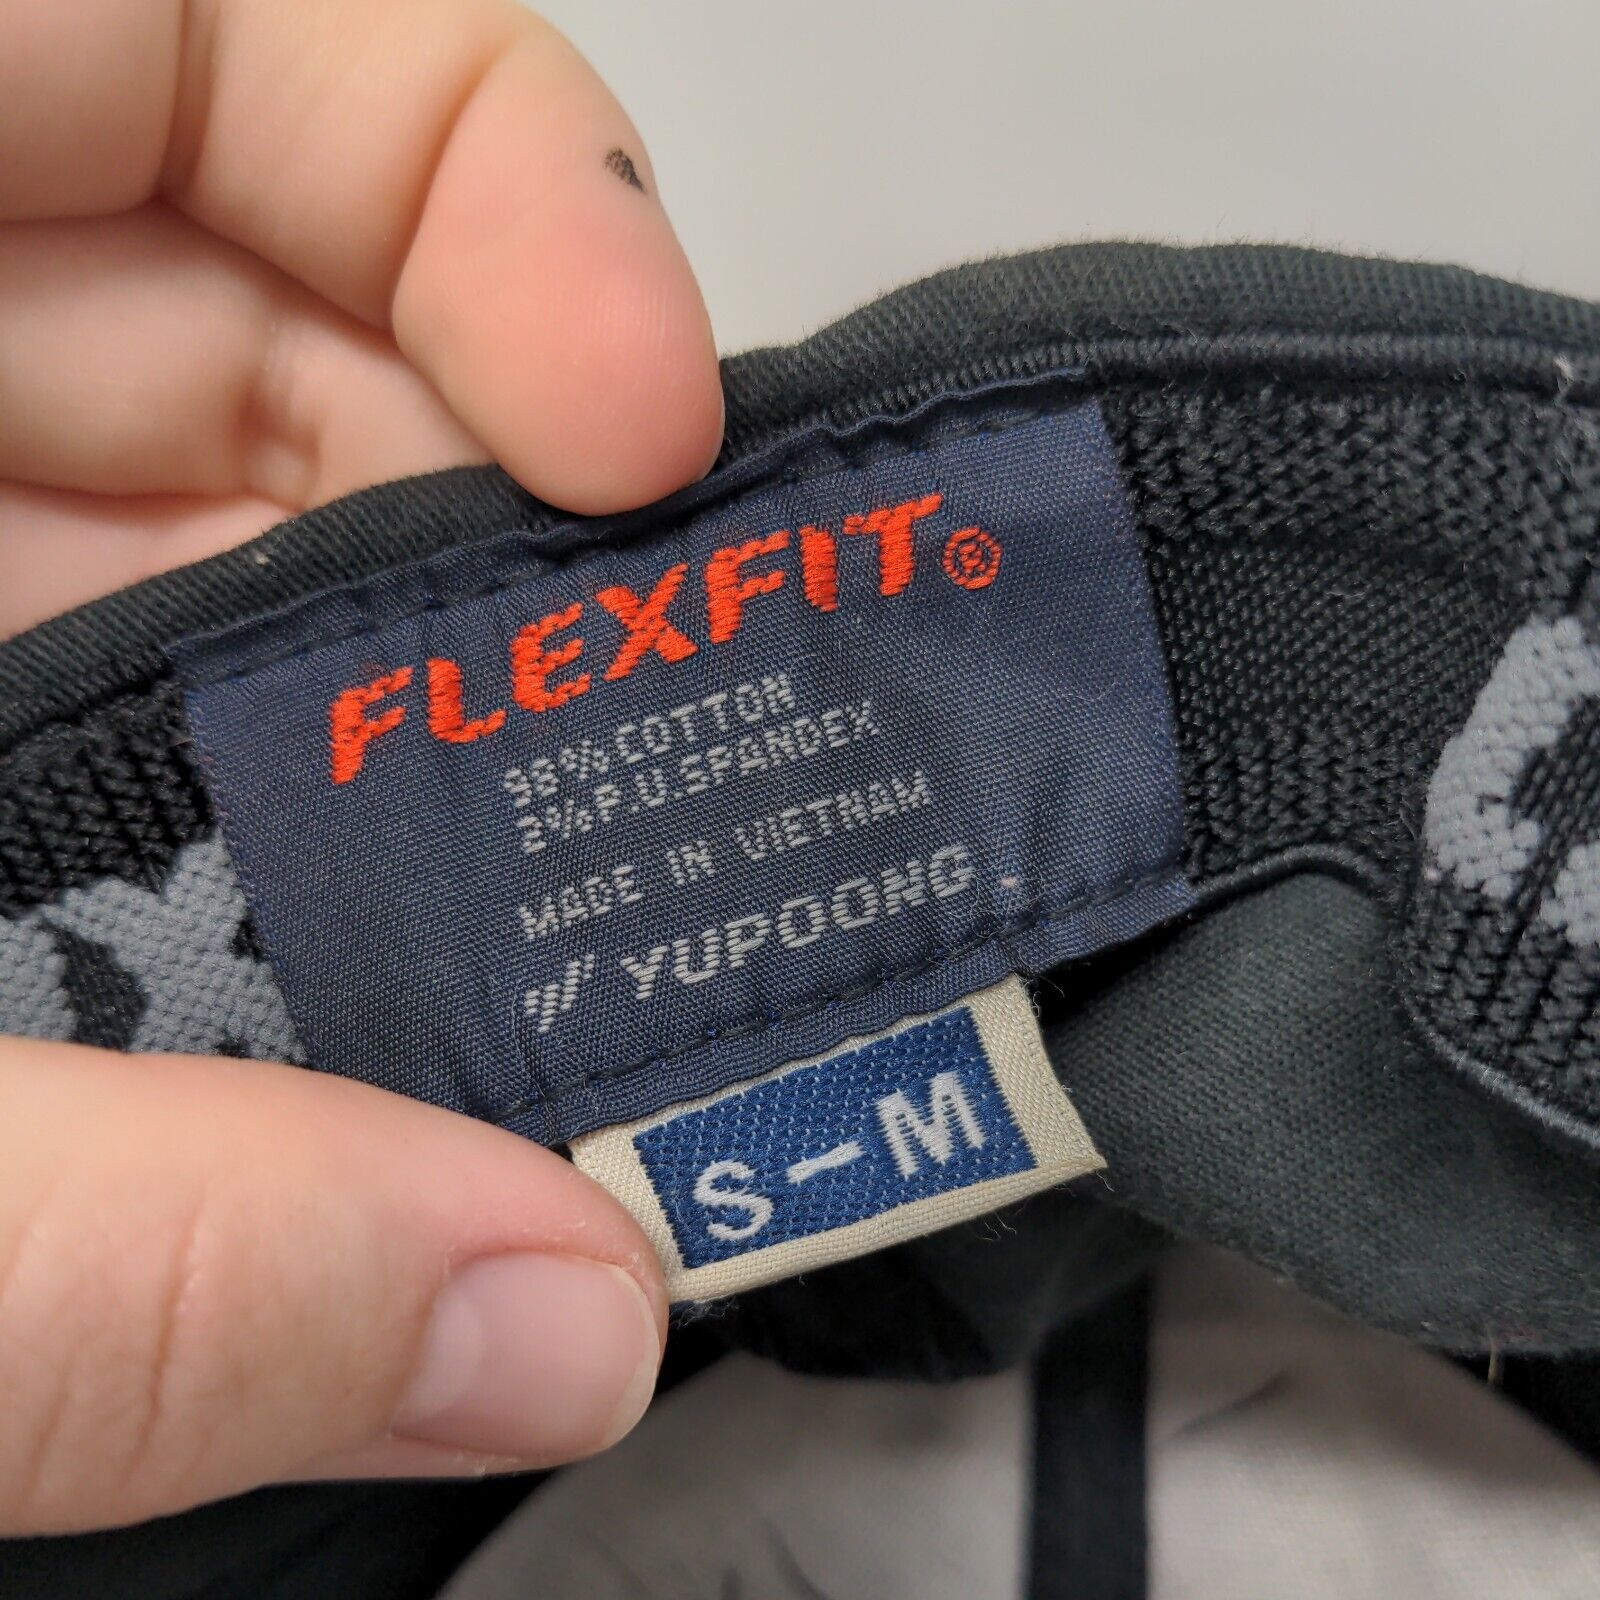 FLEXFIT®
98% COTTON
2% P.U. SPANDEX
MADE IN VIETNAM
YUPOONG
S-M